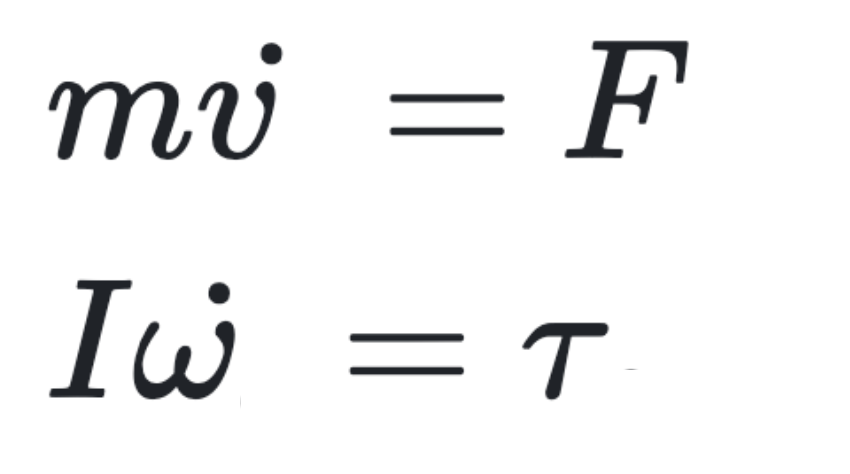 mv̇ = F
Iω̇ = τ